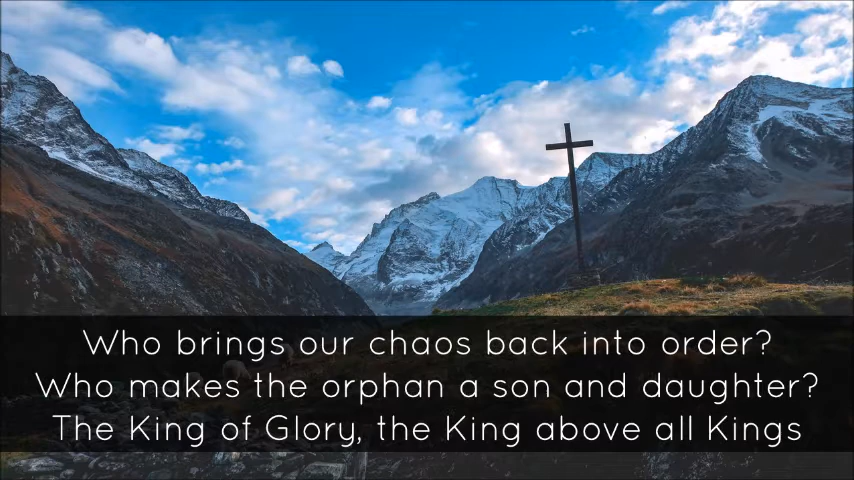 Who brings our chaos back into order?
Who makes the orphan a son and daughter?
The King of Glory, the King above all Kings